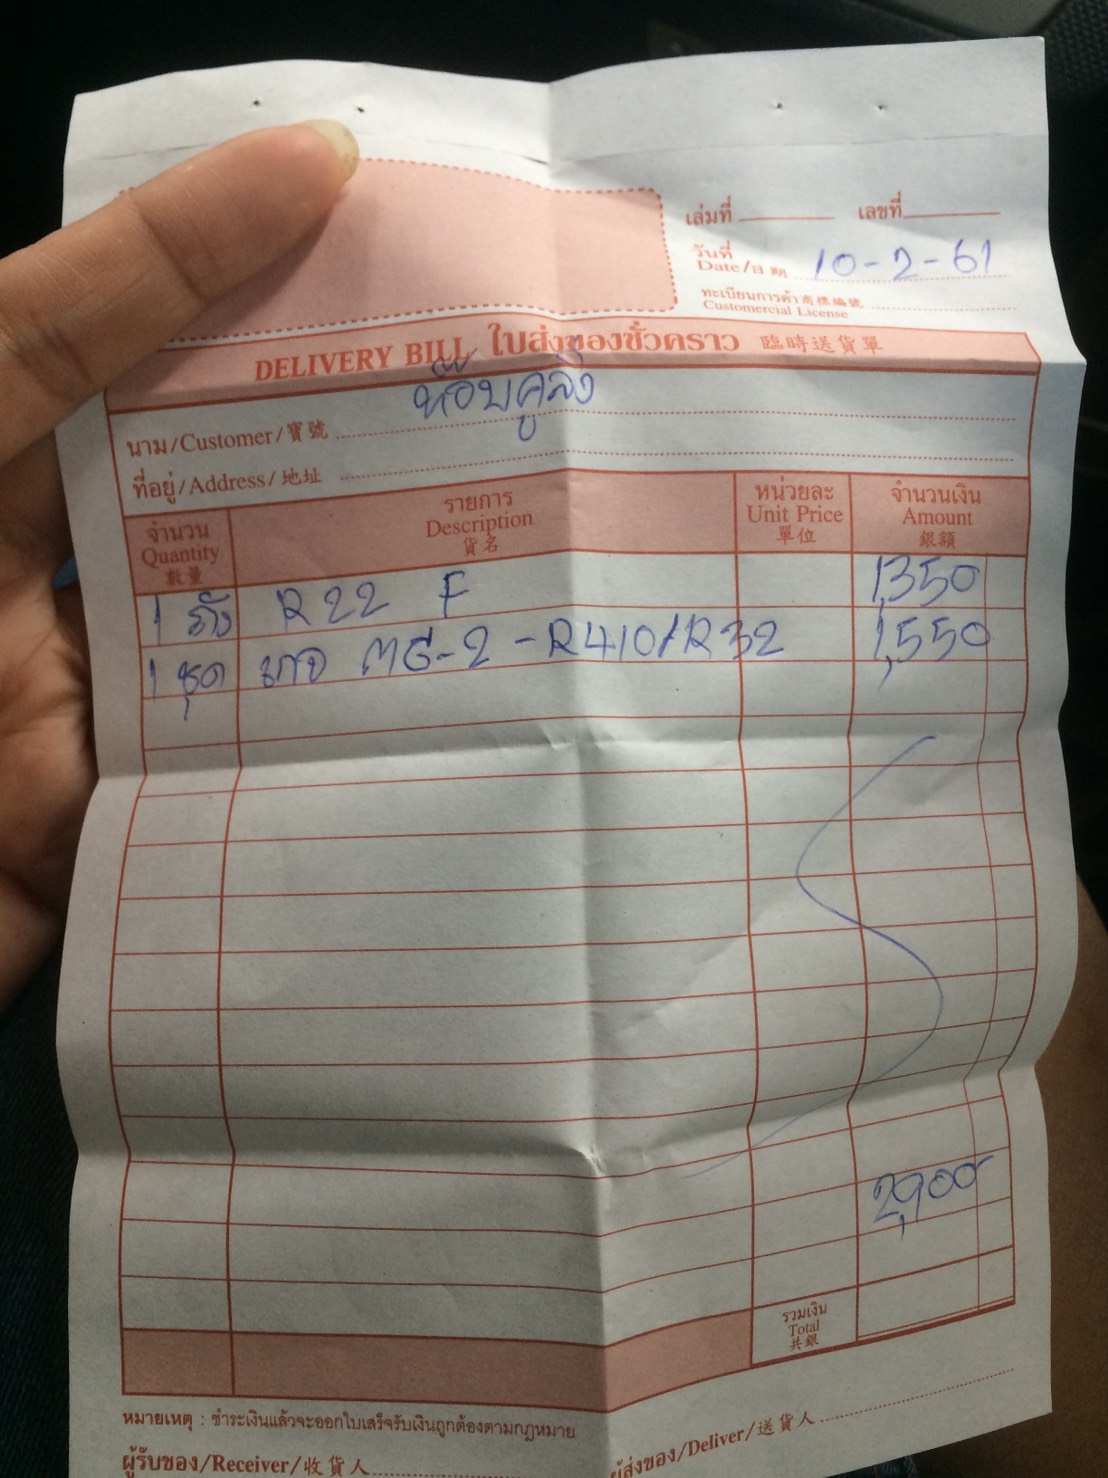 เล่มที่ เลขที่
วันที่
Date/日期 10-2-61
ทะเบียนการค้า 商標編號
Customercial License
DELIVERY BILL ใบส่งของชั่วคราว 臨時送貨單
นาม/Customer/寶號 ห้อบคูลิ่ง
ที่อยู่/Address/地址
จำนวน รายการ หน่วยละ จำนวนเงิน
Quantity Description Unit Price Amount
數量 貨名 單位 銀額
1 ถัง R22 F 1,350
1 ชุด เกจ MG-2 - R410/R32 1,550
2,900
รวมเงิน
Total
共銀
หมายเหตุ : ชำระเงินแล้วจะออกใบเสร็จรับเงินถูกต้องตามกฎหมาย
ผู้รับของ/Receiver/收貨人 ผู้ส่งของ/Deliver/送貨人